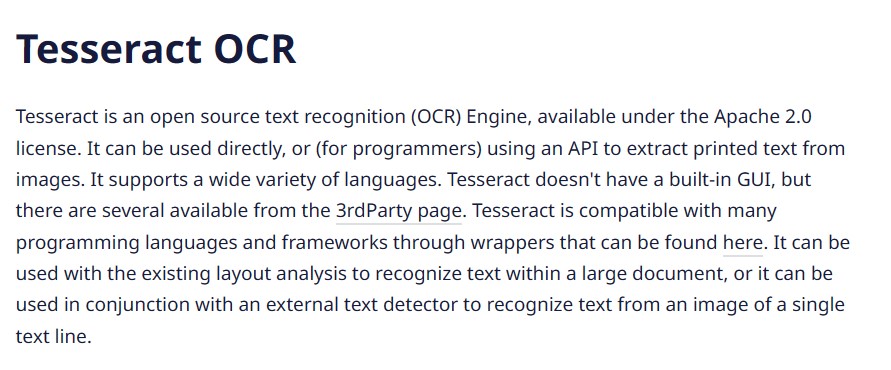 Tesseract OCR
Tesseract is an open source text recognition (OCR) Engine, available under the Apache 2.0
license. It can be used directly, or (for programmers) using an API to extract printed text from
images. It supports a wide variety of languages. Tesseract doesn't have a built-in GUI, but
there are several available from the 3rdParty page. Tesseract is compatible with many
programming languages and frameworks through wrappers that can be found here. It can be
used with the existing layout analysis to recognize text within a large document, or it can be
used in conjunction with an external text detector to recognize text from an image of a single
text line.